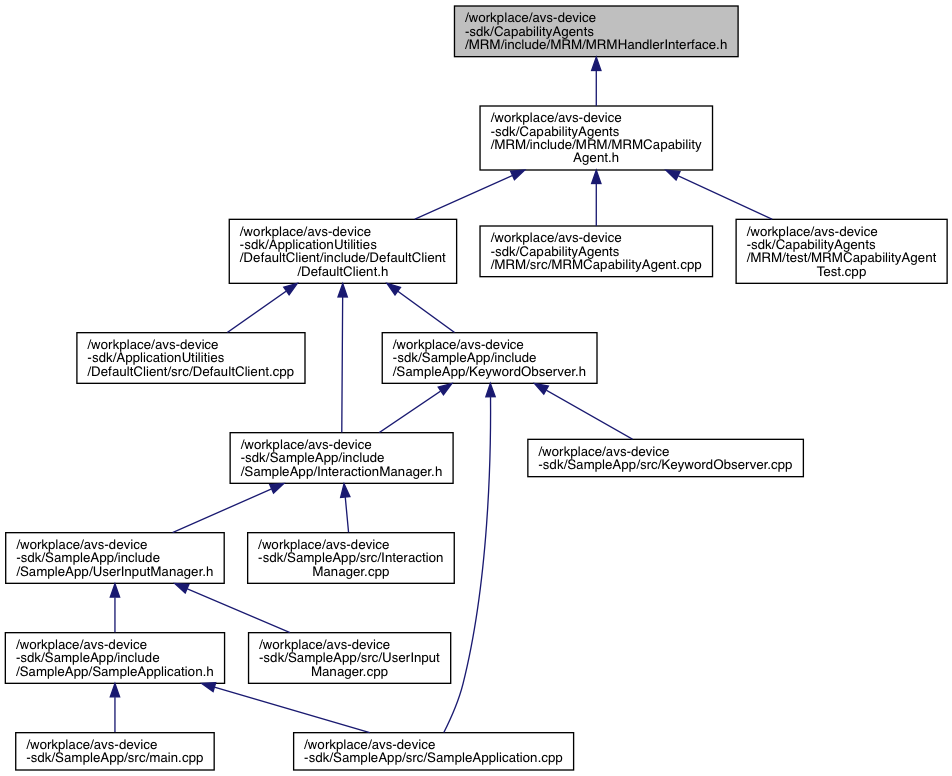 /workplace/avs-device
-sdk/CapabilityAgents
/MRM/include/MRM/MRMHandlerInterface.h
/workplace/avs-device
-sdk/CapabilityAgents
/MRM/include/MRM/MRMCapability
Agent.h
/workplace/avs-device
-sdk/ApplicationUtilities
/DefaultClient/include/DefaultClient
/DefaultClient.h
/workplace/avs-device
-sdk/CapabilityAgents
/MRM/src/MRMCapabilityAgent.cpp
/workplace/avs-device
-sdk/CapabilityAgents
/MRM/test/MRMCapabilityAgent
Test.cpp
/workplace/avs-device
-sdk/ApplicationUtilities
/DefaultClient/src/DefaultClient.cpp
/workplace/avs-device
-sdk/SampleApp/include
/SampleApp/KeywordObserver.h
/workplace/avs-device
-sdk/SampleApp/include
/SampleApp/InteractionManager.h
/workplace/avs-device
-sdk/SampleApp/src/KeywordObserver.cpp
/workplace/avs-device
-sdk/SampleApp/include
/SampleApp/UserInputManager.h
/workplace/avs-device
-sdk/SampleApp/src/Interaction
Manager.cpp
/workplace/avs-device
-sdk/SampleApp/include
/SampleApp/SampleApplication.h
/workplace/avs-device
-sdk/SampleApp/src/UserInput
Manager.cpp
/workplace/avs-device
-sdk/SampleApp/src/main.cpp
/workplace/avs-device
-sdk/SampleApp/src/SampleApplication.cpp